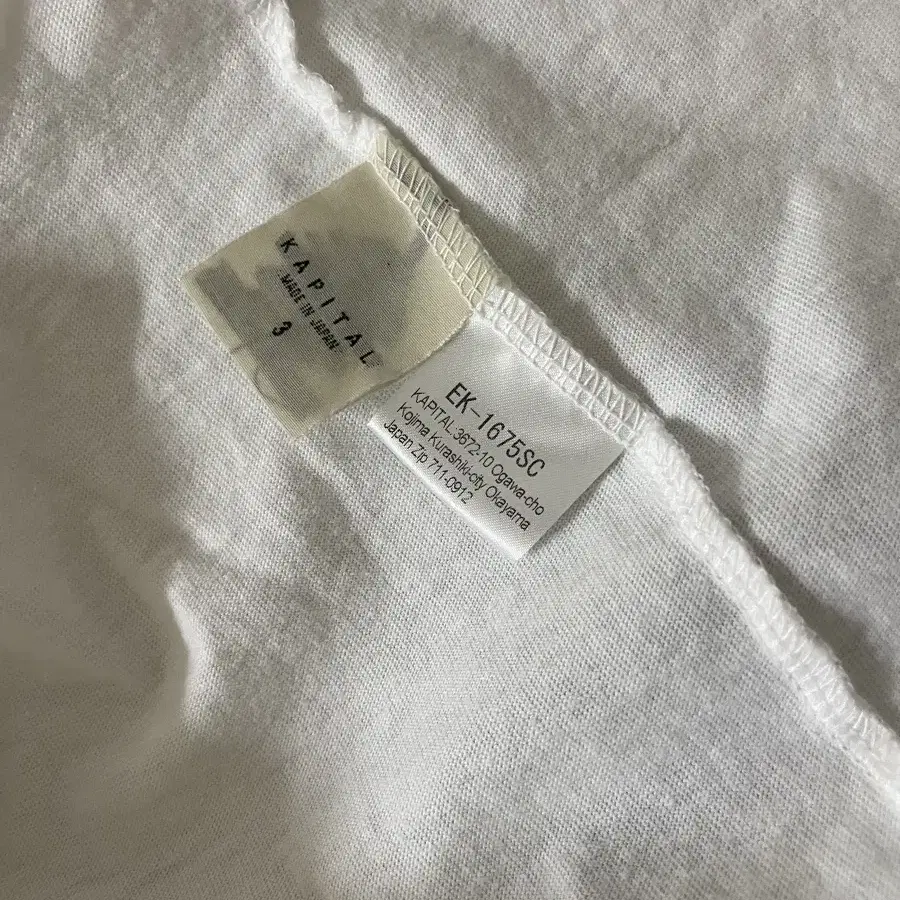 KAPITAL
MADE IN JAPAN
3
EK-1675SC
KAPITAL 3672-10 Ogawa-cho
Kojima Kurashiki-city Okayama
Japan Zip 711-0912